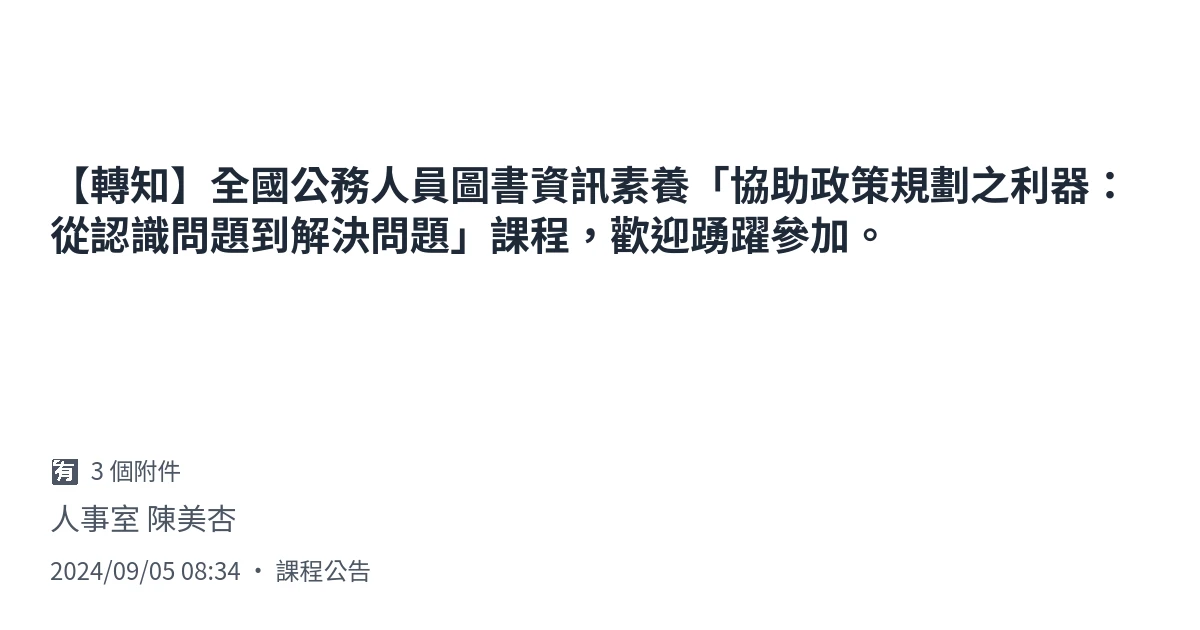 【轉知】全國公務人員圖書資訊素養「協助政策規劃之利器：
從認識問題到解決問題」課程，歡迎踴躍參加。
有 3 個附件
人事室 陳美杏
2024/09/05 08:34 • 課程公告